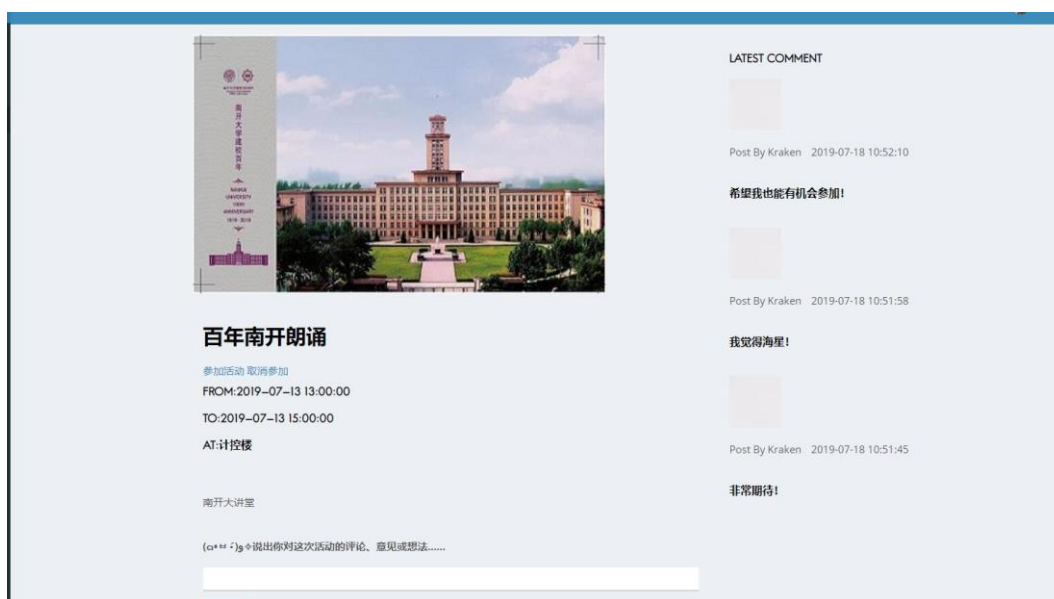 南开大学建校百年
NANKAI
UNIVERSITY
100th
ANNIVERSARY
1919-2019
百年南开朗诵
参加活动 取消参加
FROM:2019-07-13 13:00:00
TO:2019-07-13 15:00:00
AT:计控楼
南开大讲堂
说出你对这次活动的评论、意见或想法......
LATEST COMMENT
Post By Kraken 2019-07-18 10:52:10
希望我也能有机会参加!
Post By Kraken 2019-07-18 10:51:58
我觉得海星!
Post By Kraken 2019-07-18 10:51:45
非常期待!